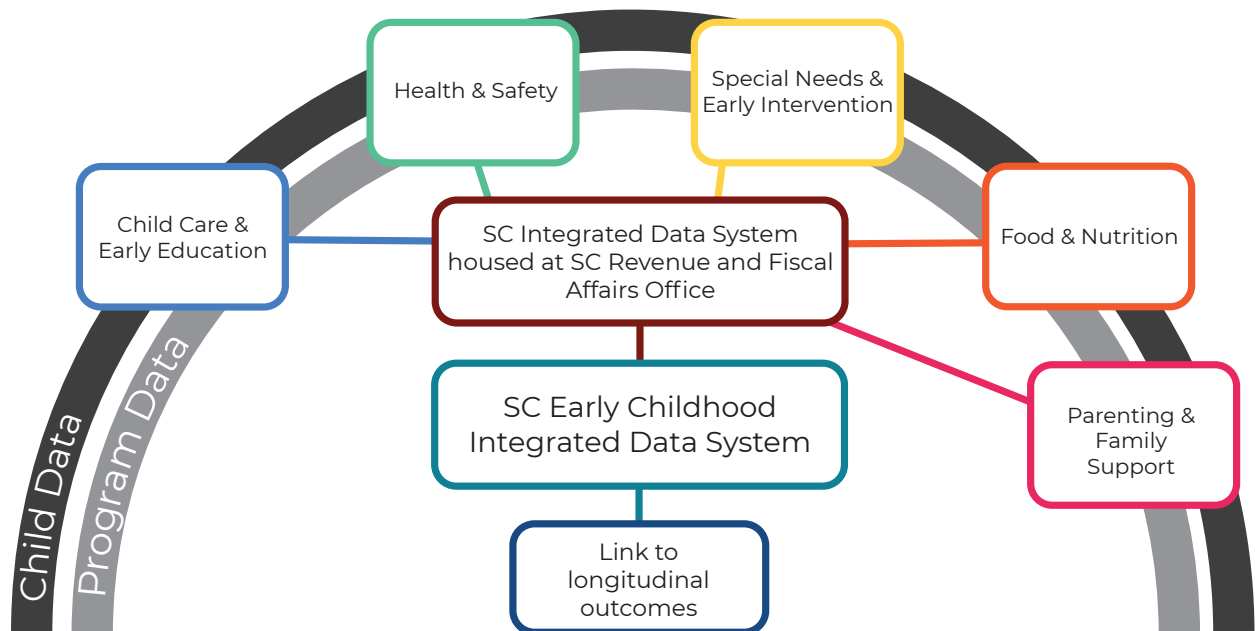 Health & Safety
Special Needs &
Early Intervention
Child Care &
Early Education
SC Integrated Data System
housed at SC Revenue and Fiscal
Affairs Office
Food & Nutrition
SC Early Childhood
Integrated Data System
Parenting &
Family
Support
Link to
longitudinal
outcomes
Child Data
Program Data